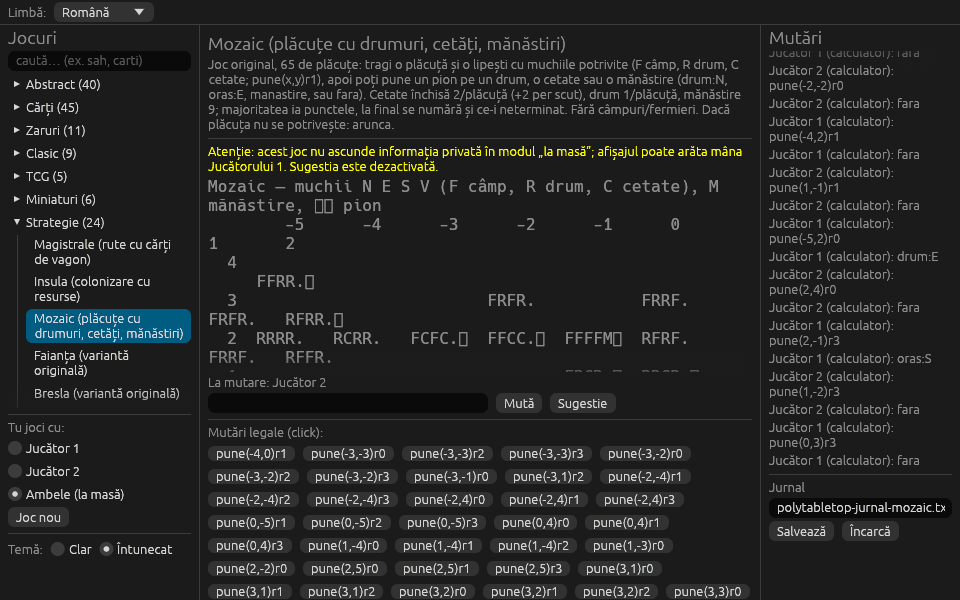 Limbă: Română
Jocuri
caută... (ex. sah, carti)
Abstract (40)
Cărți (45)
Zaruri (11)
Clasic (9)
TCG (5)
Miniaturi (6)
Strategie (24)
Magistrale (rute cu cărți
de vagon)
Insula (colonizare cu
resurse)
Mozaic (plăcuțe cu
drumuri, cetăți, mănăstiri)
Faianța (variantă
originală)
Bresla (variantă originală)
Tu joci cu:
Jucător 1
Jucător 2
Ambele (la masă)
Joc nou
Temă: Clar Întunecat
Mozaic (plăcuțe cu drumuri, cetăți, mănăstiri)
Joc original, 65 de plăcuțe: tragi o plăcuță și o lipești cu muchiile potrivite (F câmp, R drum, C
cetate; pune(x,y)r1), apoi poți pune un pion pe un drum, o cetate sau o mănăstire (drum:N,
oras:E, manastire, sau fara). Cetate închisă 2/plăcuță (+2 per scut), drum 1/plăcuță, mănăstire
9; majoritatea ia punctele, la final se numără și ce-i neterminat. Fără câmpuri/fermieri. Dacă
plăcuța nu se potrivește: arunca.
Atenție: acest joc nu ascunde informația privată în modul „la masă”; afișajul poate arăta mâna
Jucătorului 1. Sugestia este dezactivată.
Mozaic — muchii N E S V (F câmp, R drum, C cetate), M
mănăstire, pion
-5 -4 -3 -2 -1 0
1 2
4
FFRR.
3 FRFR. FRRF.
FRFR. RFRR.
2 RRRR. RCRR. FCFC. FFCC. FFFFM RFRF.
FRRF. RFFR.
La mutare: Jucător 2
Mută Sugestie
Mutări legale (click):
pune(-4,0)r1 pune(-3,-3)r0 pune(-3,-3)r2 pune(-3,-3)r3 pune(-3,-2)r0
pune(-3,-2)r2 pune(-3,-2)r3 pune(-3,-1)r0 pune(-3,1)r2 pune(-2,-4)r1
pune(-2,-4)r2 pune(-2,-4)r3 pune(-2,4)r0 pune(-2,4)r1 pune(-2,4)r3
pune(0,-5)r1 pune(0,-5)r2 pune(0,-5)r3 pune(0,4)r0 pune(0,4)r1
pune(0,4)r3 pune(1,-4)r0 pune(1,-4)r1 pune(1,-4)r2 pune(1,-3)r0
pune(2,-2)r0 pune(2,5)r0 pune(2,5)r1 pune(2,5)r3 pune(3,1)r0
pune(3,1)r1 pune(3,1)r2 pune(3,2)r0 pune(3,2)r1 pune(3,2)r2 pune(3,3)r0
Mutări
Jucător 1 (calculator): fara
Jucător 2 (calculator):
pune(-2,-2)r0
Jucător 2 (calculator): fara
Jucător 1 (calculator):
pune(-4,2)r1
Jucător 1 (calculator): fara
Jucător 2 (calculator):
pune(1,-1)r1
Jucător 2 (calculator): fara
Jucător 1 (calculator):
pune(-5,2)r0
Jucător 1 (calculator): drum:E
Jucător 2 (calculator):
pune(2,4)r0
Jucător 2 (calculator): fara
Jucător 1 (calculator):
pune(2,-1)r3
Jucător 1 (calculator): oras:S
Jucător 2 (calculator):
pune(1,-2)r3
Jucător 2 (calculator): fara
Jucător 1 (calculator):
pune(0,3)r3
Jucător 1 (calculator): fara
Jurnal
polytabletop-jurnal-mozaic.tx
Salvează Încarcă